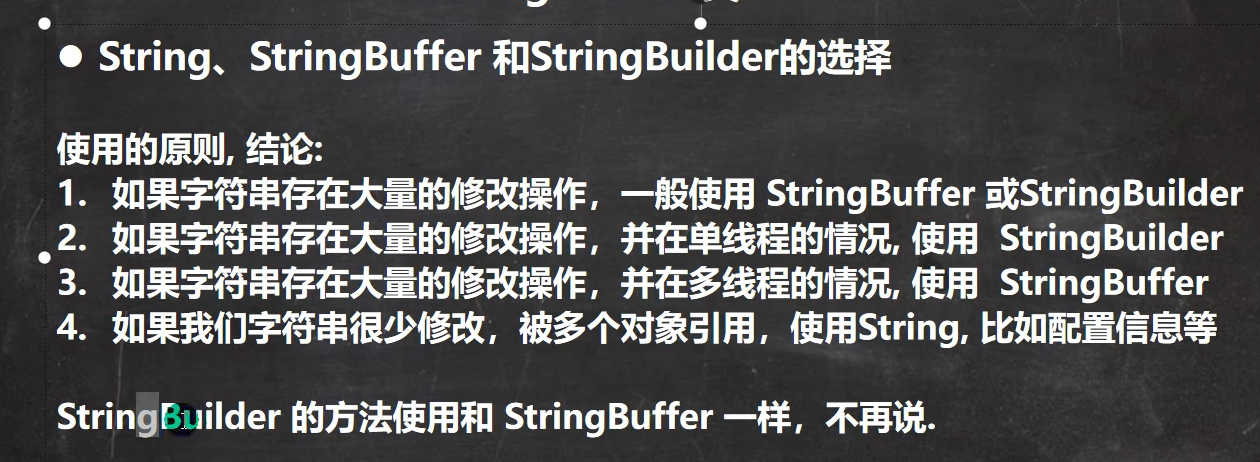 ● String、StringBuffer 和StringBuilder的选择
使用的原则, 结论:
1. 如果字符串存在大量的修改操作，一般使用 StringBuffer 或StringBuilder
2. 如果字符串存在大量的修改操作，并在单线程的情况, 使用 StringBuilder
3. 如果字符串存在大量的修改操作，并在多线程的情况, 使用 StringBuffer
4. 如果我们字符串很少修改，被多个对象引用，使用String, 比如配置信息等
StringBuilder 的方法使用和 StringBuffer 一样，不再说.